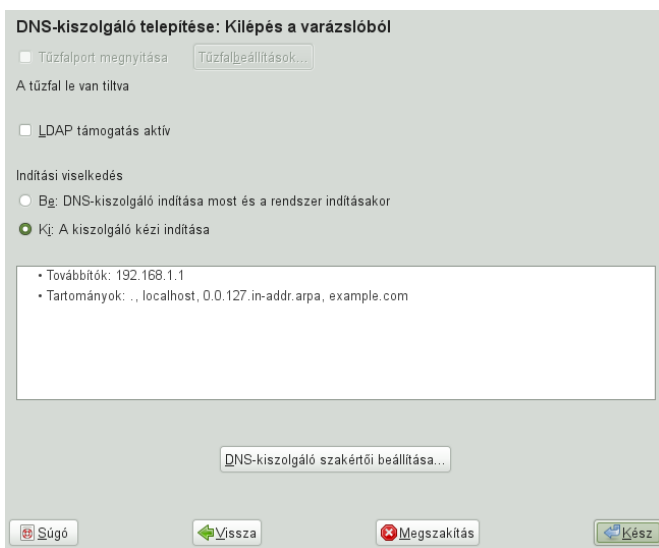 DNS-kiszolgáló telepítése: Kilépés a varázslóból
Tűzfalport megnyitása Tűzfalbeállítások...
A tűzfal le van tiltva
LDAP támogatás aktív
Indítási viselkedés
Be: DNS-kiszolgáló indítása most és a rendszer indításakor
Ki: A kiszolgáló kézi indítása
• Továbbítók: 192.168.1.1
• Tartományok: ., localhost, 0.0.127.in-addr.arpa, example.com
DNS-kiszolgáló szakértői beállítása...
Súgó Vissza Megszakítás Kész